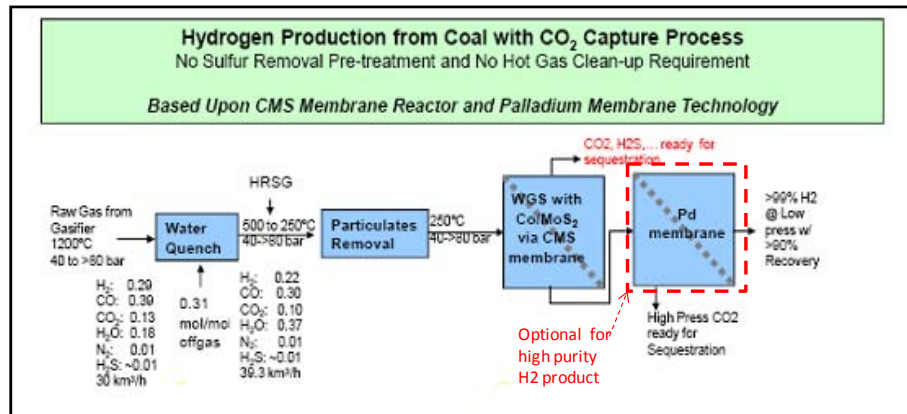 Hydrogen Production from Coal with CO₂ Capture Process
No Sulfur Removal Pre-treatment and No Hot Gas Clean-up Requirement
Based Upon CMS Membrane Reactor and Palladium Membrane Technology
CO2, H2S,... ready for
sequestration
HRSG
Raw Gas from
Gasifier
1200ºC
40 to >80 bar
Water
Quench
500 to 250ºC
40->80 bar
Particulates
Removal
250ºC
40->80 bar
WGS with
Co/MoS₂
via CMS
membrane
Pd
membrane
>99% H2
@ Low
press w/
>90%
Recovery
H₂: 0.29
CO: 0.39
CO₂: 0.13
H₂O: 0.18
N₂: 0.01
H₂S: ~0.01
30 km³/h
0.31
mol/mol
offgas
H₂: 0.22
CO: 0.30
CO₂: 0.10
H₂O: 0.37
N₂: 0.01
H₂S: ~0.01
39.3 km³/h
Optional for
high purity
H2 product
High Press CO2
ready for
Sequestration